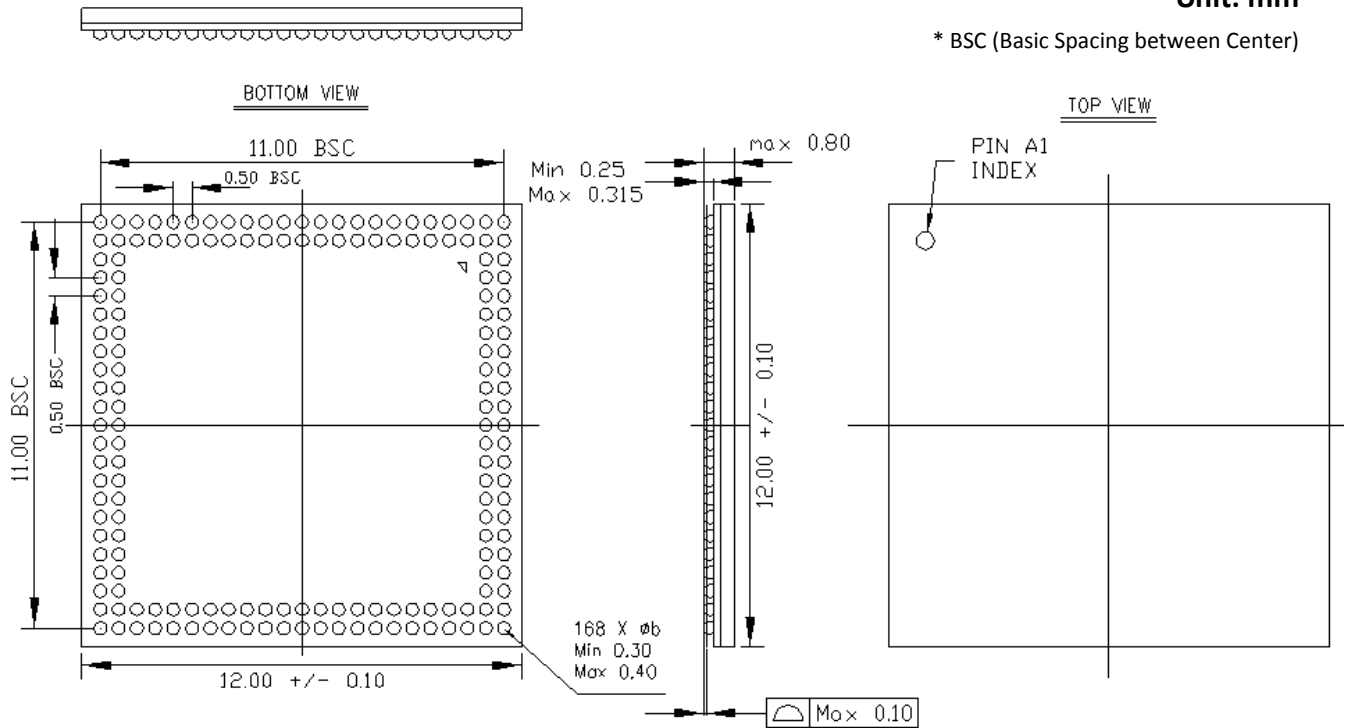 Unit: mm
* BSC (Basic Spacing between Center)
BOTTOM VIEW
TOP VIEW
11.00 BSC
0.50 BSC
Min 0.25
Max 0.315
max 0.80
PIN A1
INDEX
11.00 BSC
0.50 BSC
12.00 +/- 0.10
168 X øb
Min 0.30
Max 0.40
12.00 +/- 0.10
Max 0.10